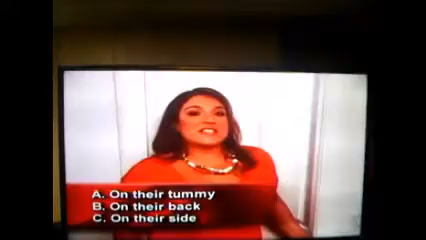 A. On their tummy
B. On their back
C. On their side